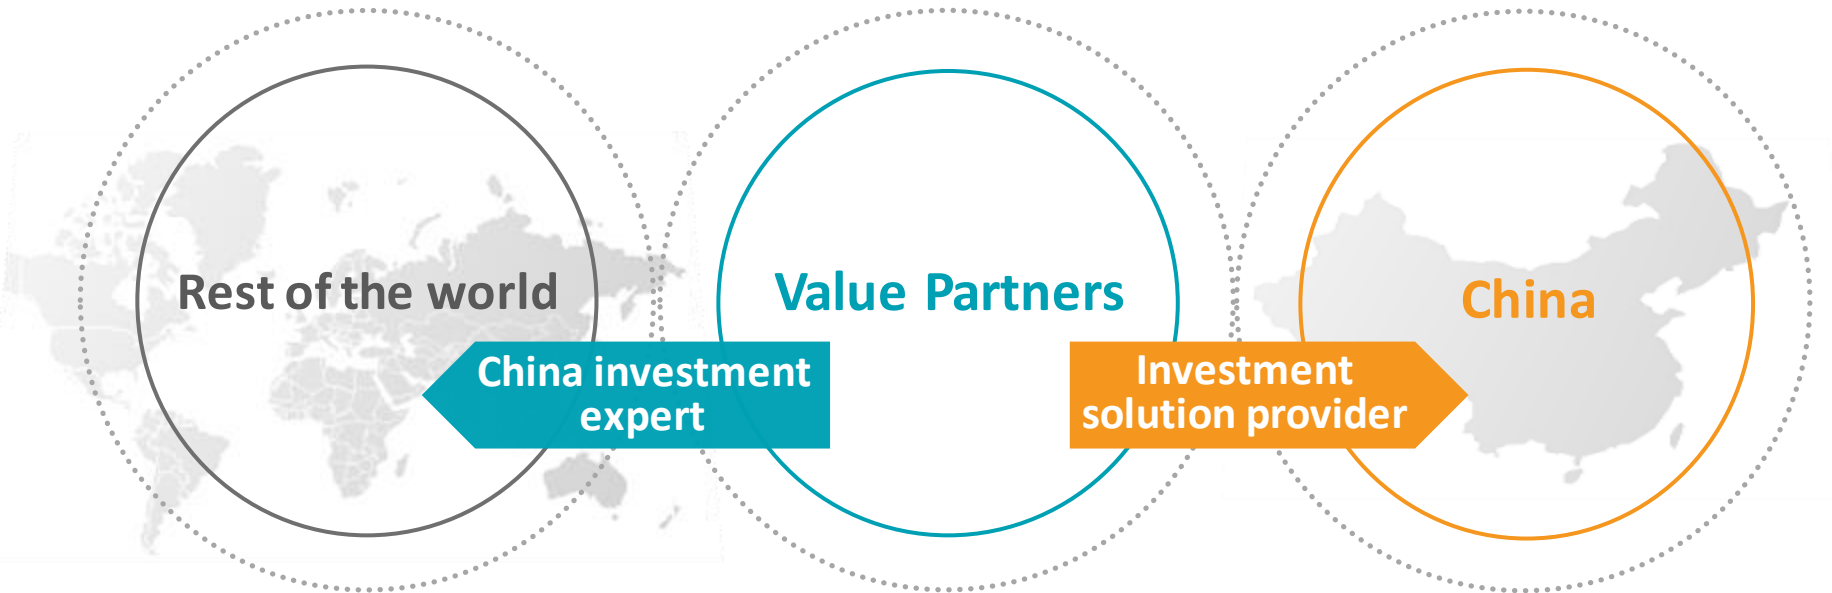 Rest of the world
Value Partners
China
China investment
expert
Investment
solution provider